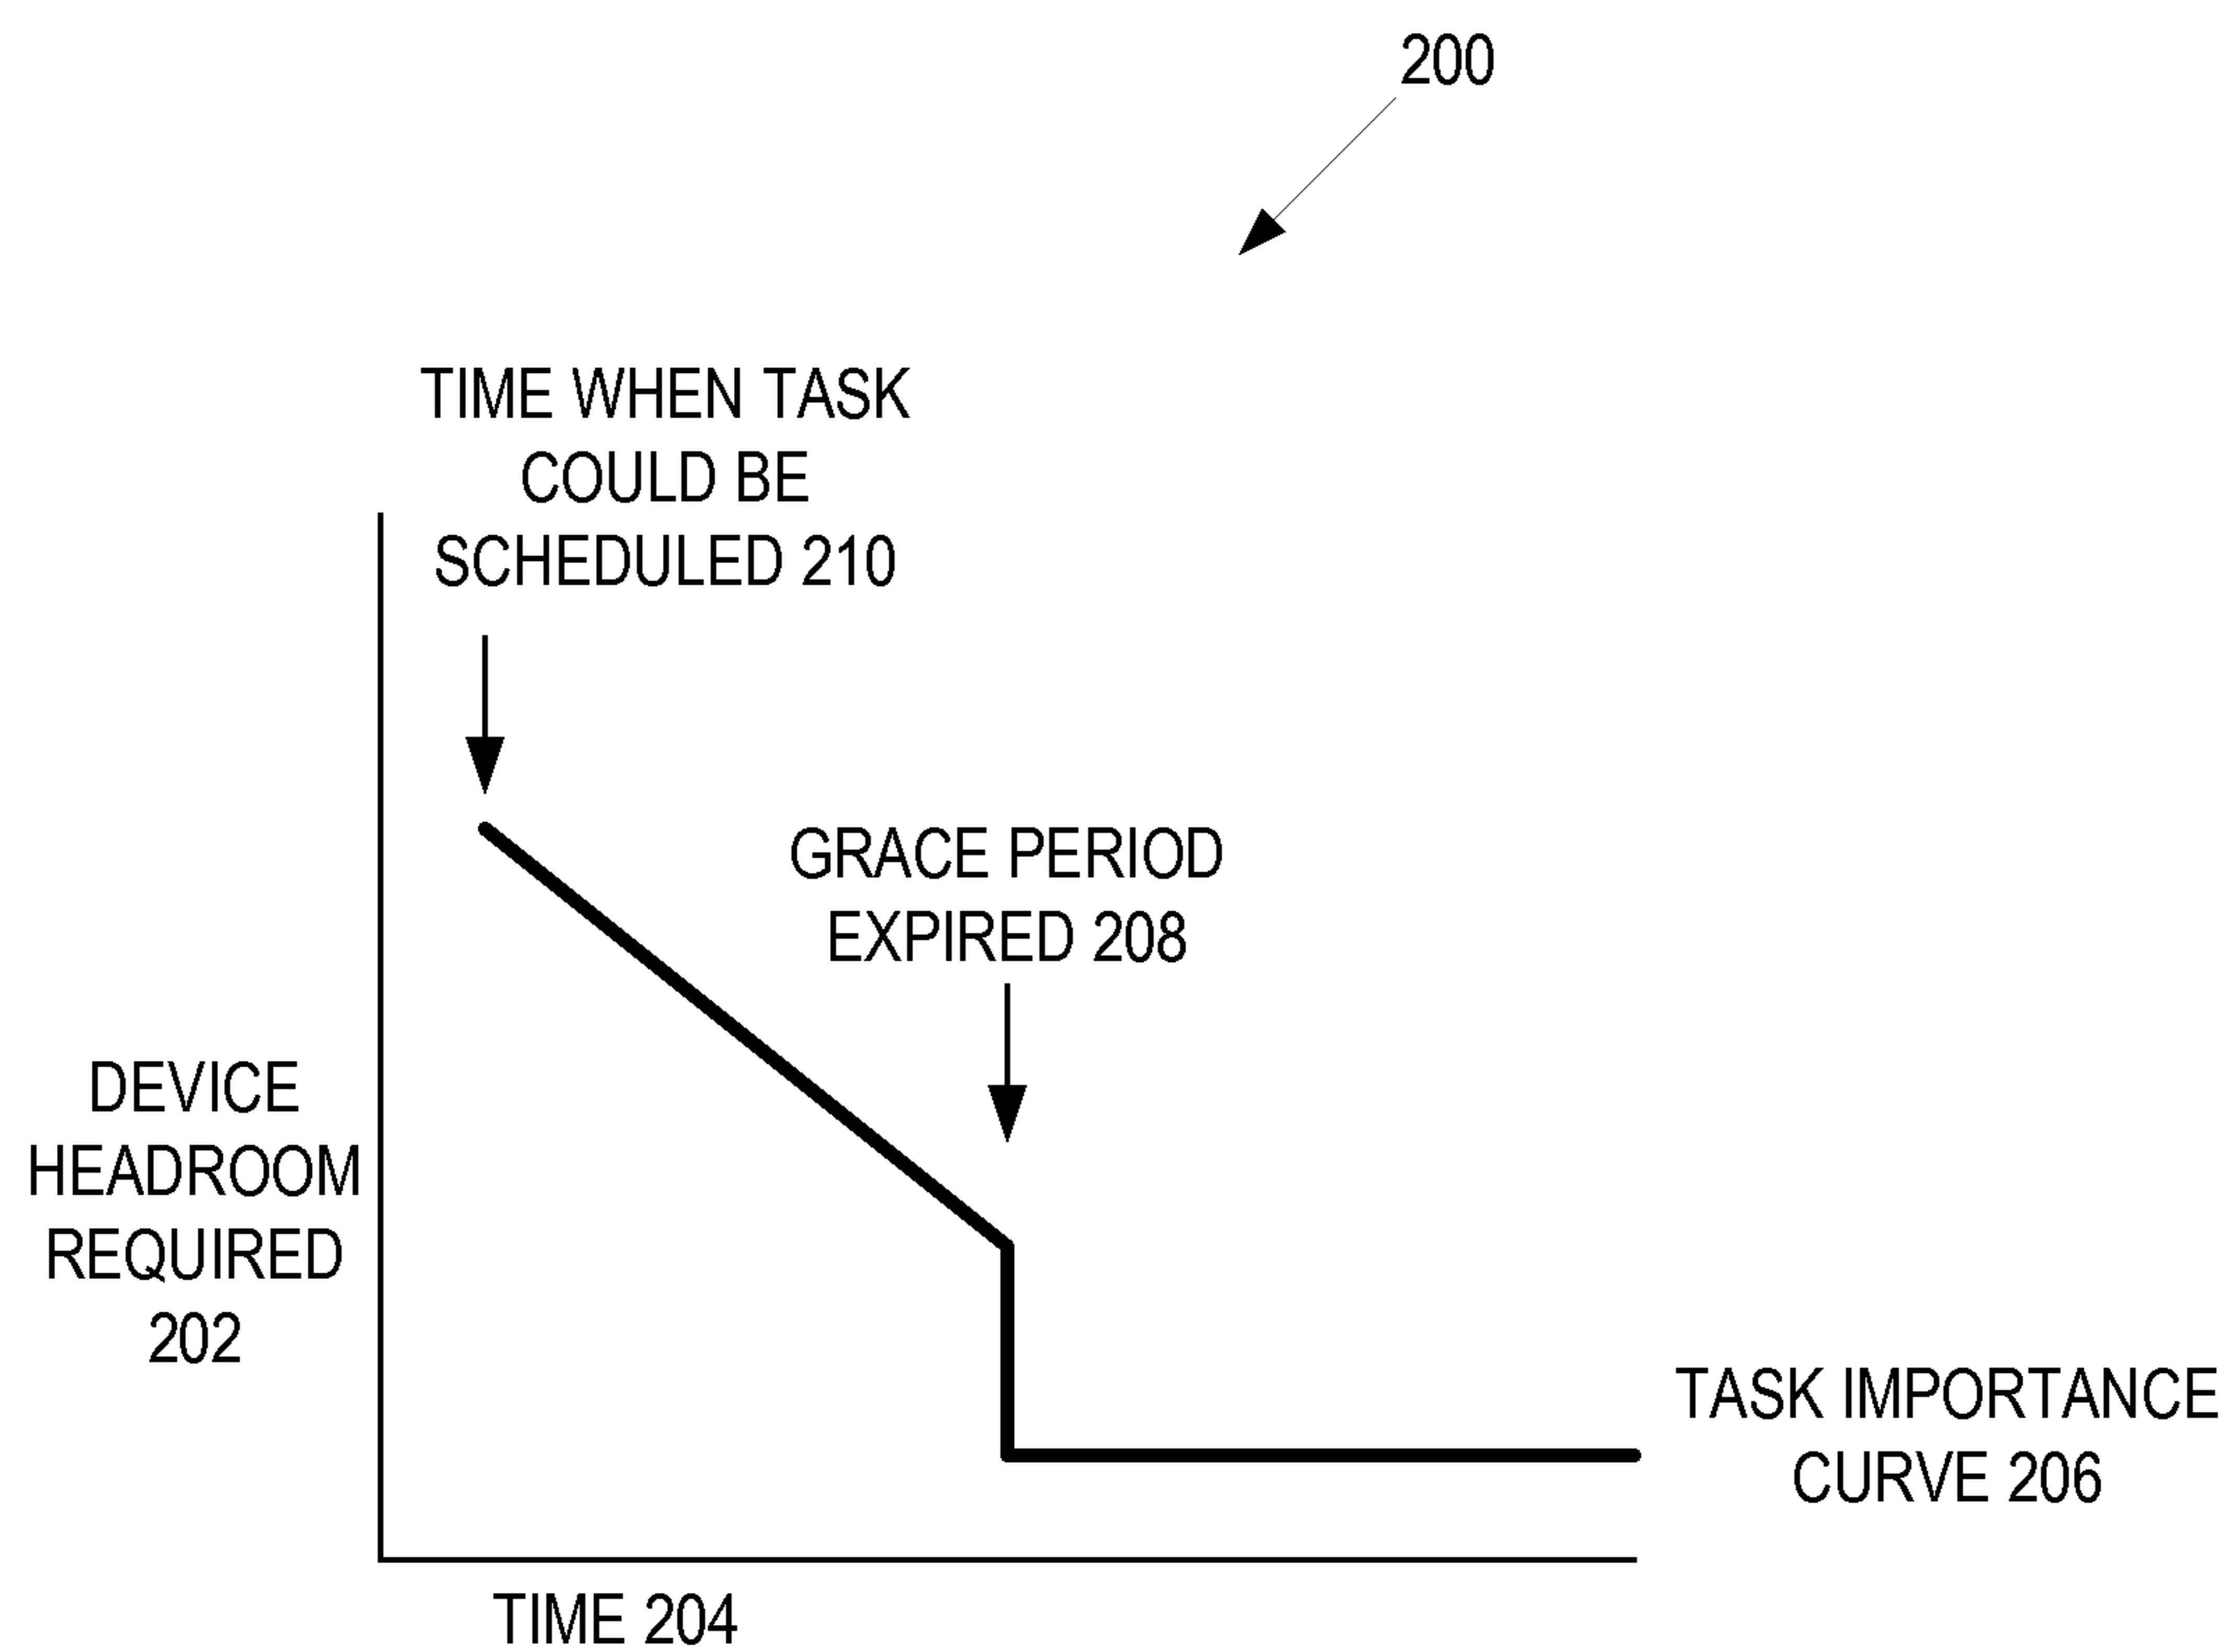 200
TIME WHEN TASK
COULD BE
SCHEDULED 210
GRACE PERIOD
EXPIRED 208
DEVICE
HEADROOM
REQUIRED
202
TASK IMPORTANCE
CURVE 206
TIME 204